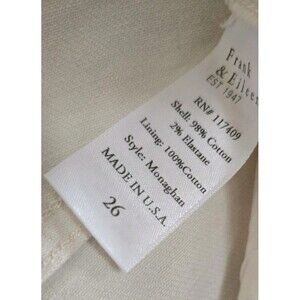 Frank
& Eileen
EST 1947
RN# 117409
Shell: 98% Cotton
2% Elastane
Lining: 100%Cotton
Style: Monaghan
MADE IN U.S.A.
26